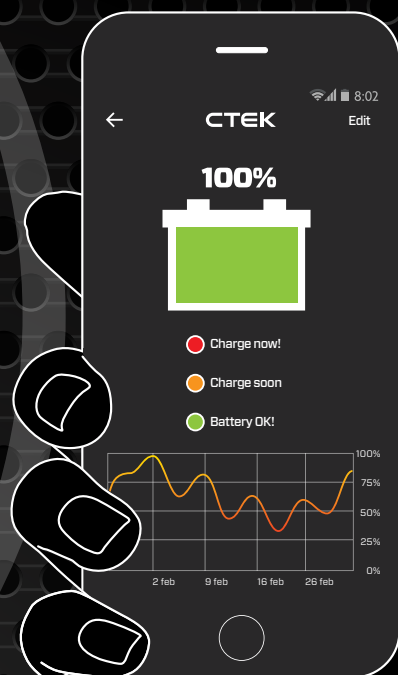 8:02
CTEK
Edit
100%
Charge now!
Charge soon
Battery OK!
100%
75%
50%
25%
0%
2 feb 9 feb 16 feb 26 feb